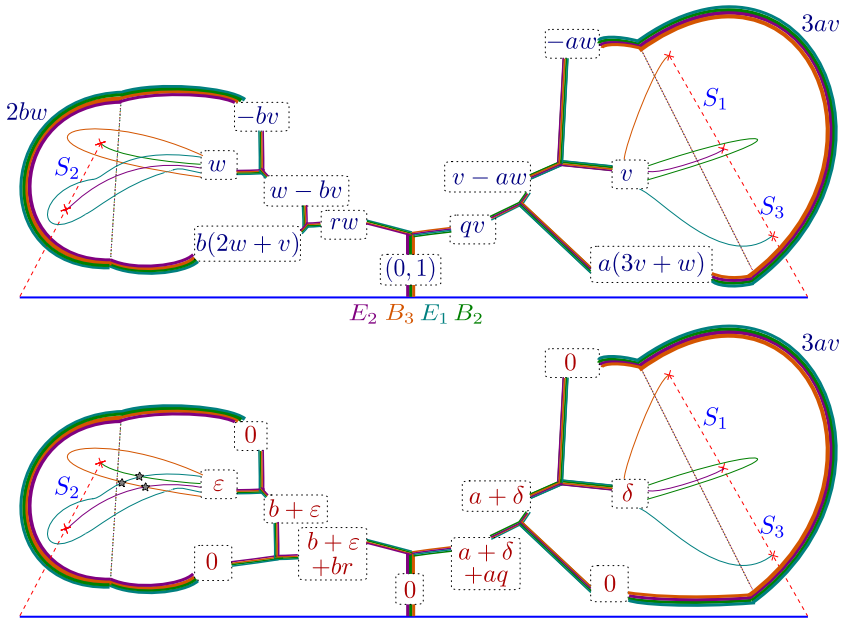 3av
−aw
2bw
−bv
S₁
S₂
w
v − aw
v
w − bv
S₃
b(2w + v)
rw
qv
a(3v + w)
(0, 1)
E₂ B₃ E₁ B₂
3av
0
0
S₁
S₂
ε
a + δ
δ
b + ε
S₃
0
b + ε
+br
a + δ
+aq
0
0